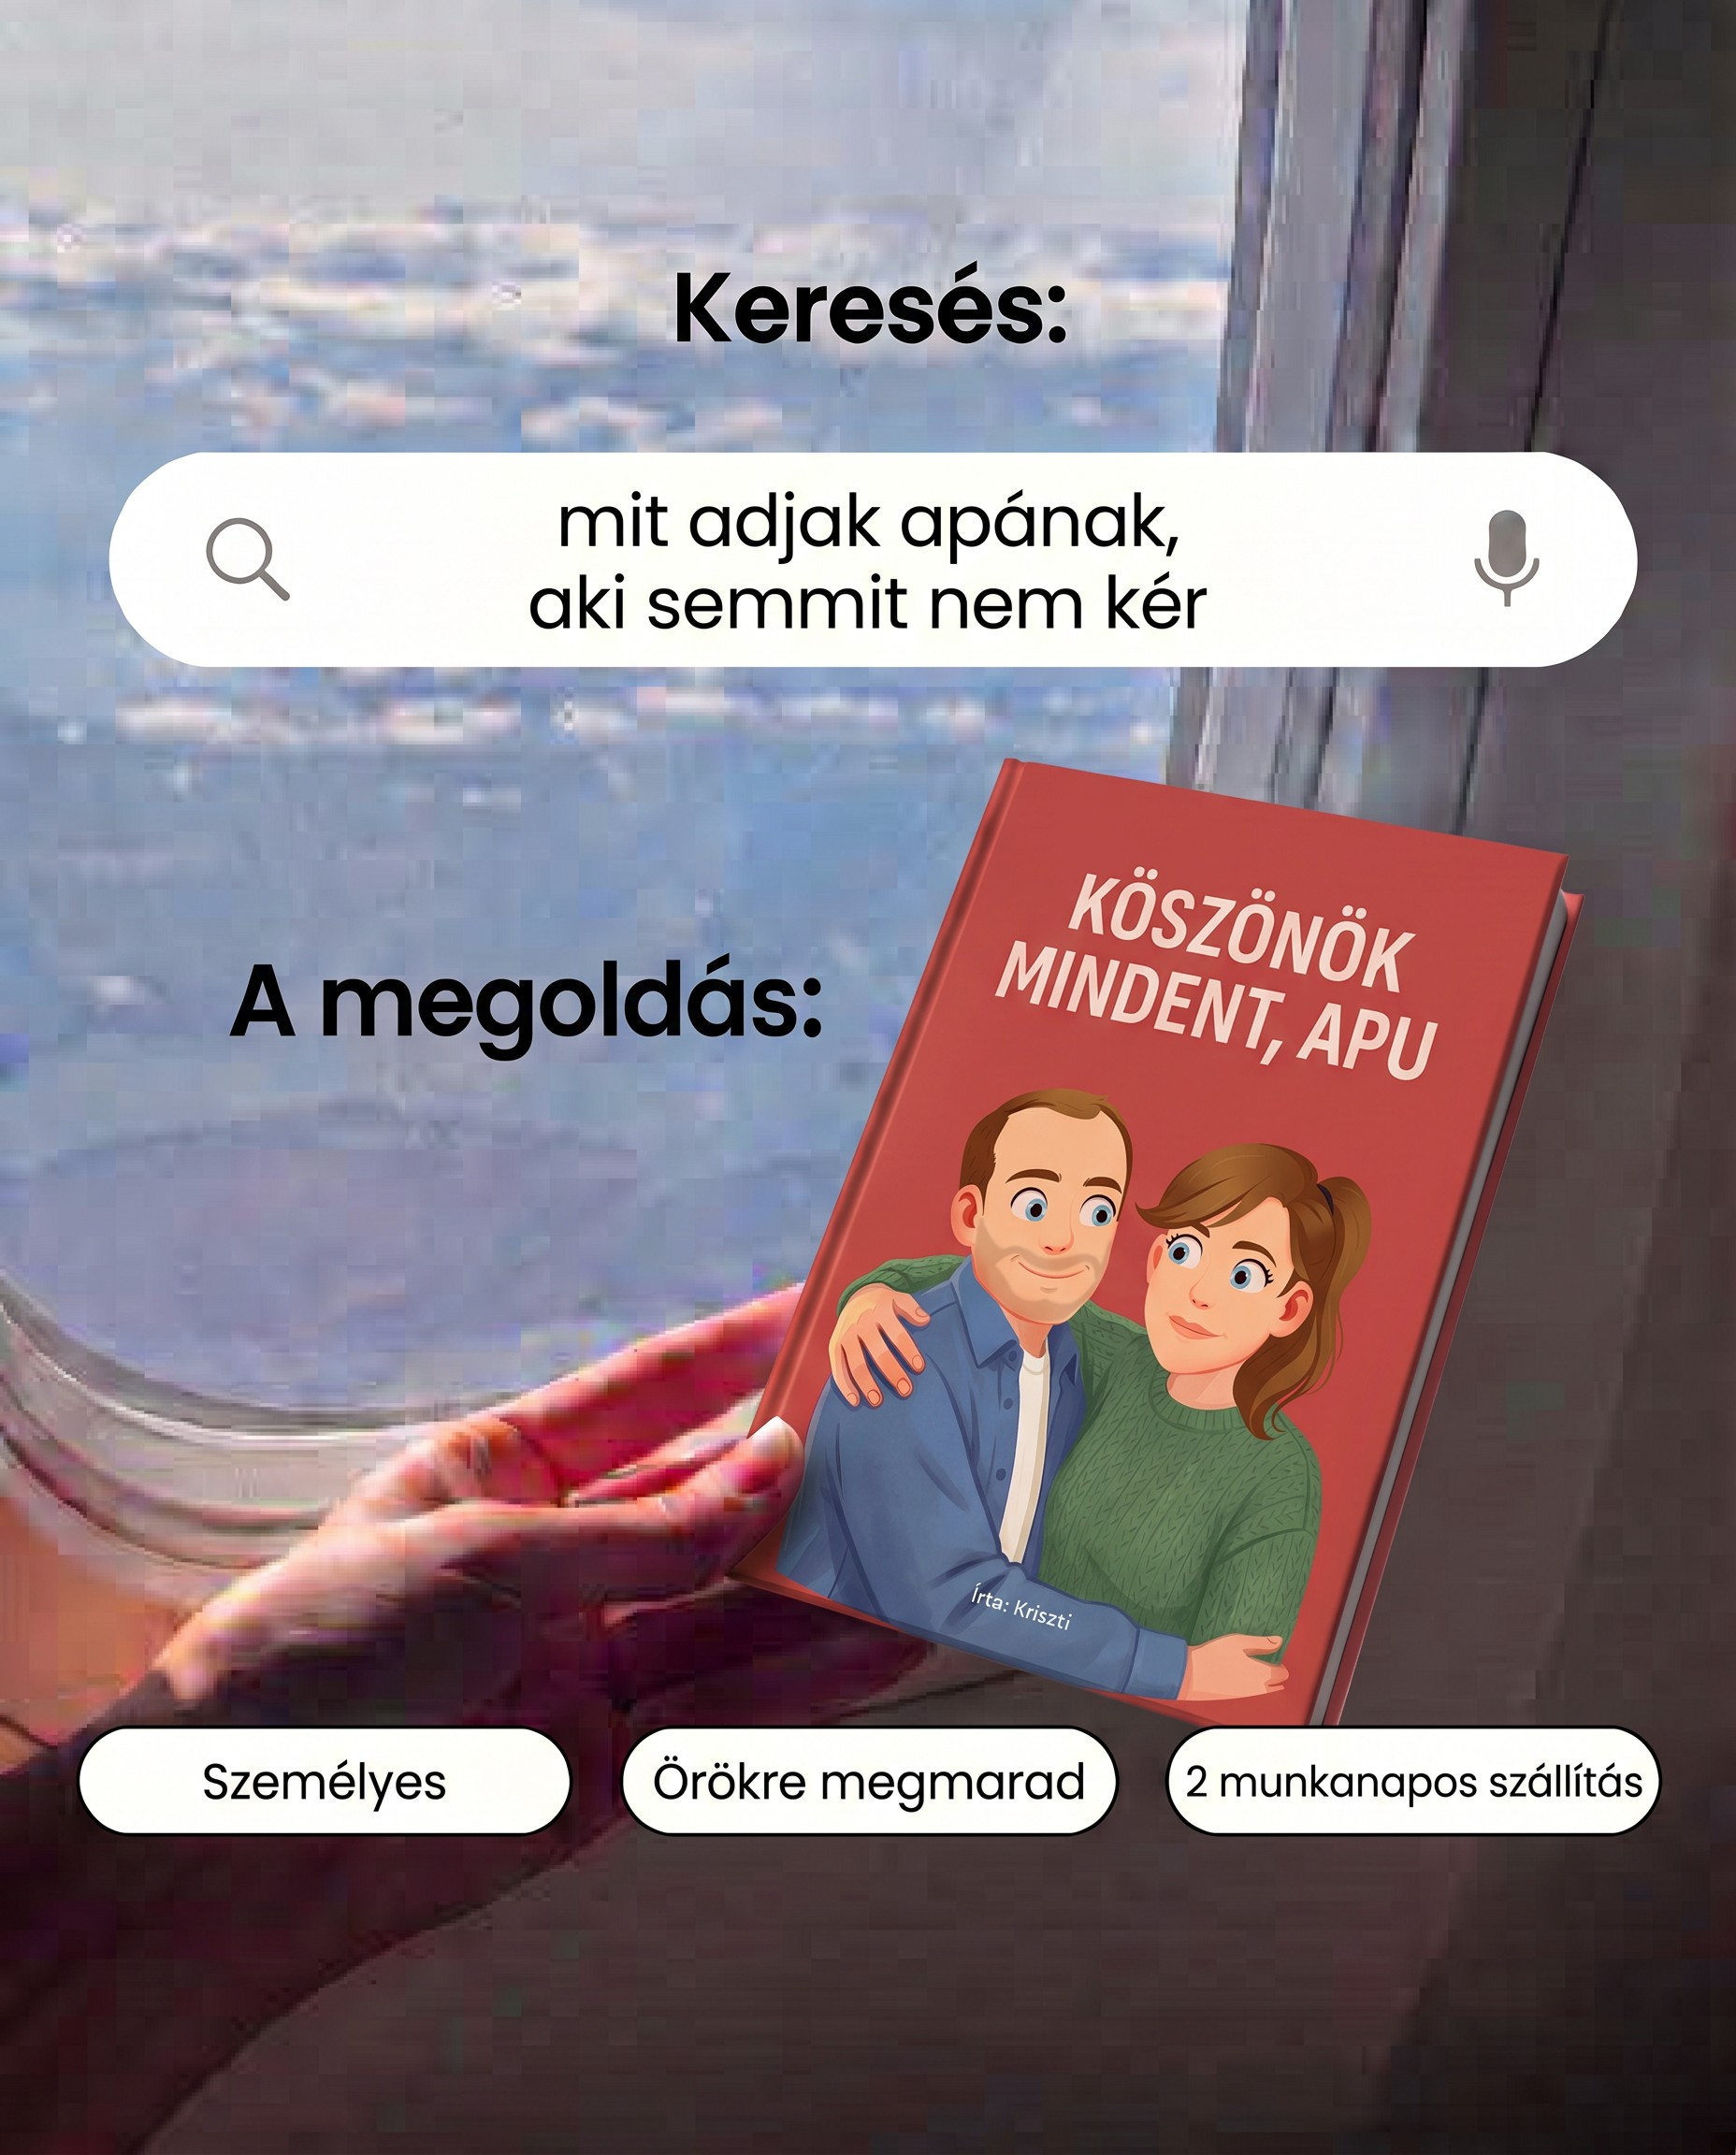 Keresés:
mit adjak apának,
aki semmit nem kér
A megoldás:
KÖSZÖNÖK
MINDENT, APU
Írta: Kriszti
Személyes
Örökre megmarad
2 munkanapos szállítás